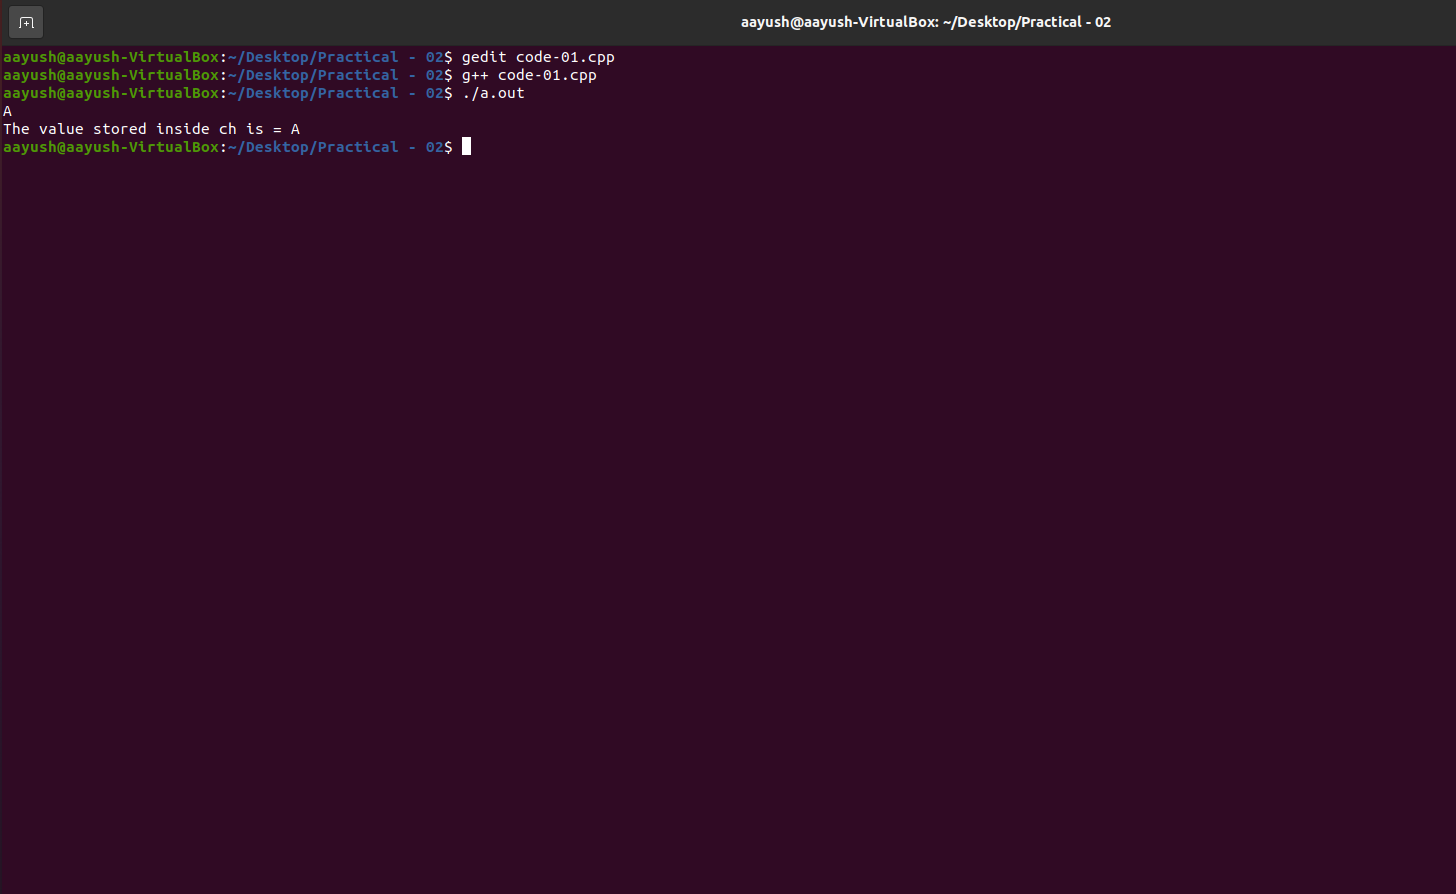 aayush@aayush-VirtualBox: ~/Desktop/Practical - 02
aayush@aayush-VirtualBox:~/Desktop/Practical - 02$ gedit code-01.cpp
aayush@aayush-VirtualBox:~/Desktop/Practical - 02$ g++ code-01.cpp
aayush@aayush-VirtualBox:~/Desktop/Practical - 02$ ./a.out
A
The value stored inside ch is = A
aayush@aayush-VirtualBox:~/Desktop/Practical - 02$